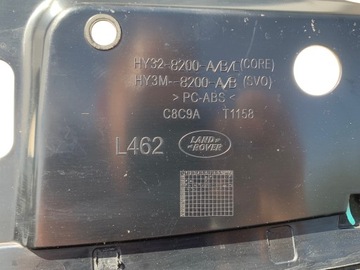 HY32-8200-A/B/E(CORE)
HY3M-8200-A/B (SVO)
> PC-ABS <
C8C9A T1158
L462
LAND ROVER